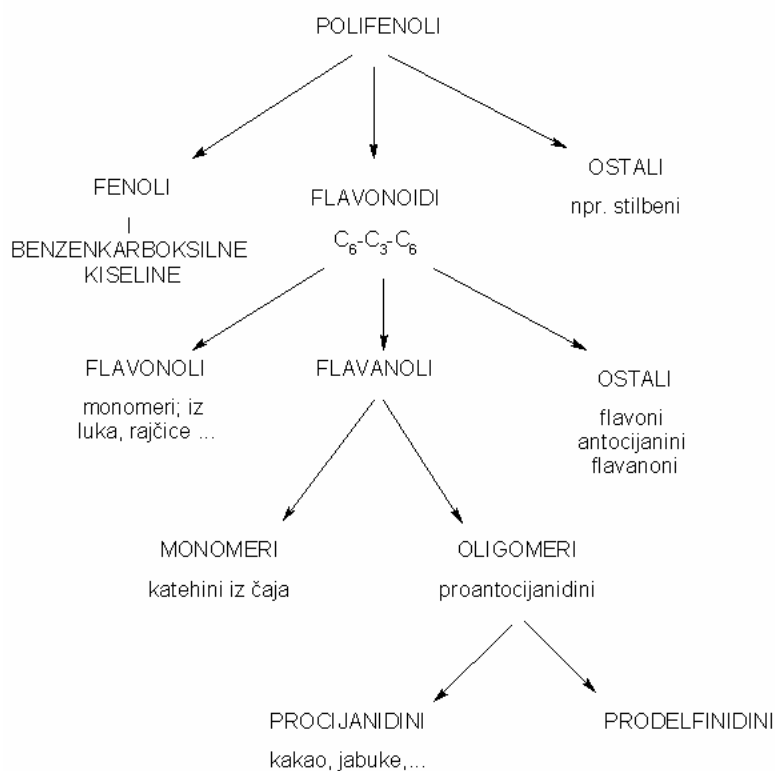 POLIFENOLI
FENOLI
I
BENZENKARBOKSILNE
KISELINE
FLAVONOIDI
C₆-C₃-C₆
OSTALI
npr. stilbeni
FLAVONOLI
monomeri; iz
luka, rajčice ...
FLAVANOLI
OSTALI
flavoni
antocijanini
flavanoni
MONOMERI
katehini iz čaja
OLIGOMERI
proantocijanidini
PROCIJANIDINI
kakao, jabuke,...
PRODELFINIDINI